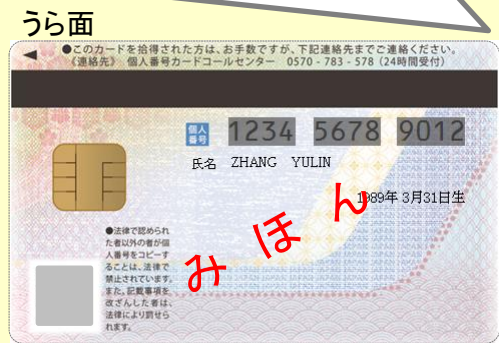 うら面
●このカードを拾得された方は、お手数ですが、下記連絡先までご連絡ください。
《連絡先》 個人番号カードコールセンター 0570-783-578（24時間受付）
個人
番号
1234 5678 9012
氏名 ZHANG YULIN
1989年 3月31日生
みほん
●法律で認められ
た者以外の者が個
人番号をコピーす
ることは、法律で
禁止されています。
また、記載事項を
改ざんした者は、
法律により罰せら
れます。